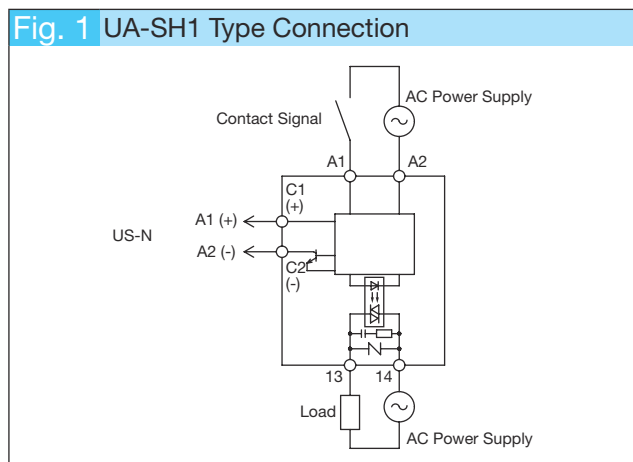 Fig. 1 UA-SH1 Type Connection
AC Power Supply
Contact Signal
A1 A2
C1
(+)
A1 (+)
US-N
A2 (-)
C2
(-)
13 14
Load
AC Power Supply